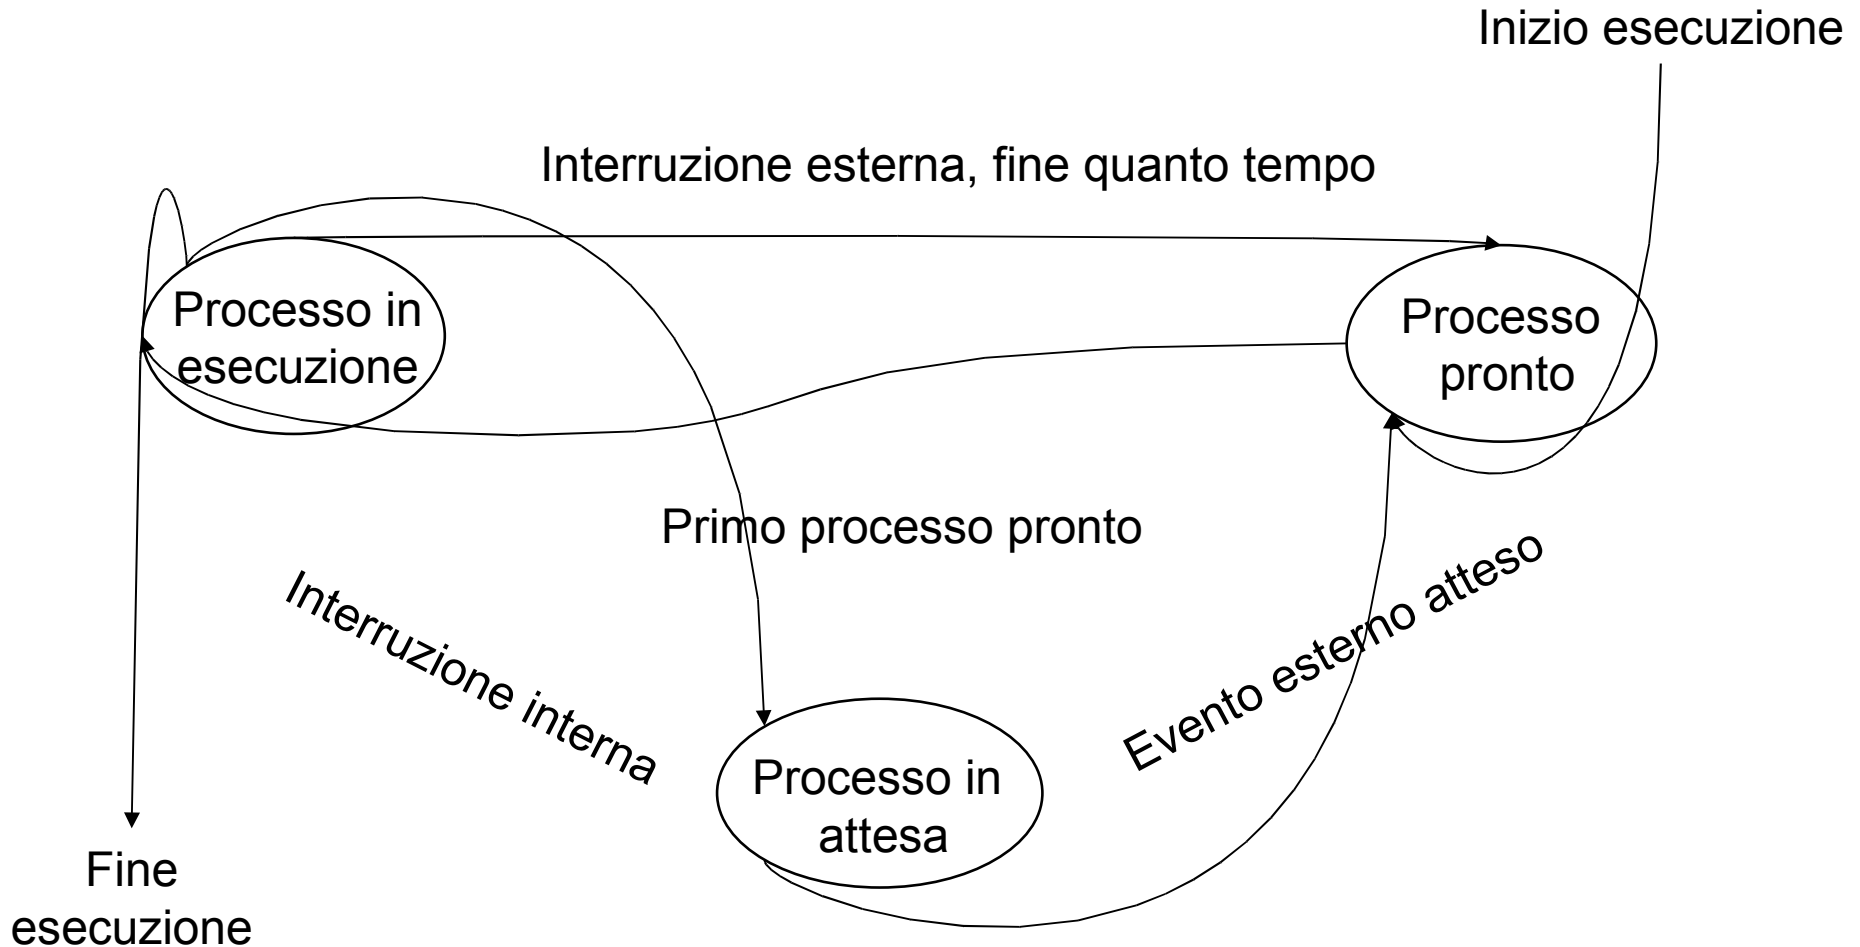 Inizio esecuzione
Interruzione esterna, fine quanto tempo
Processo in
esecuzione
Processo
pronto
Primo processo pronto
Interruzione interna
Evento esterno atteso
Processo in
attesa
Fine
esecuzione